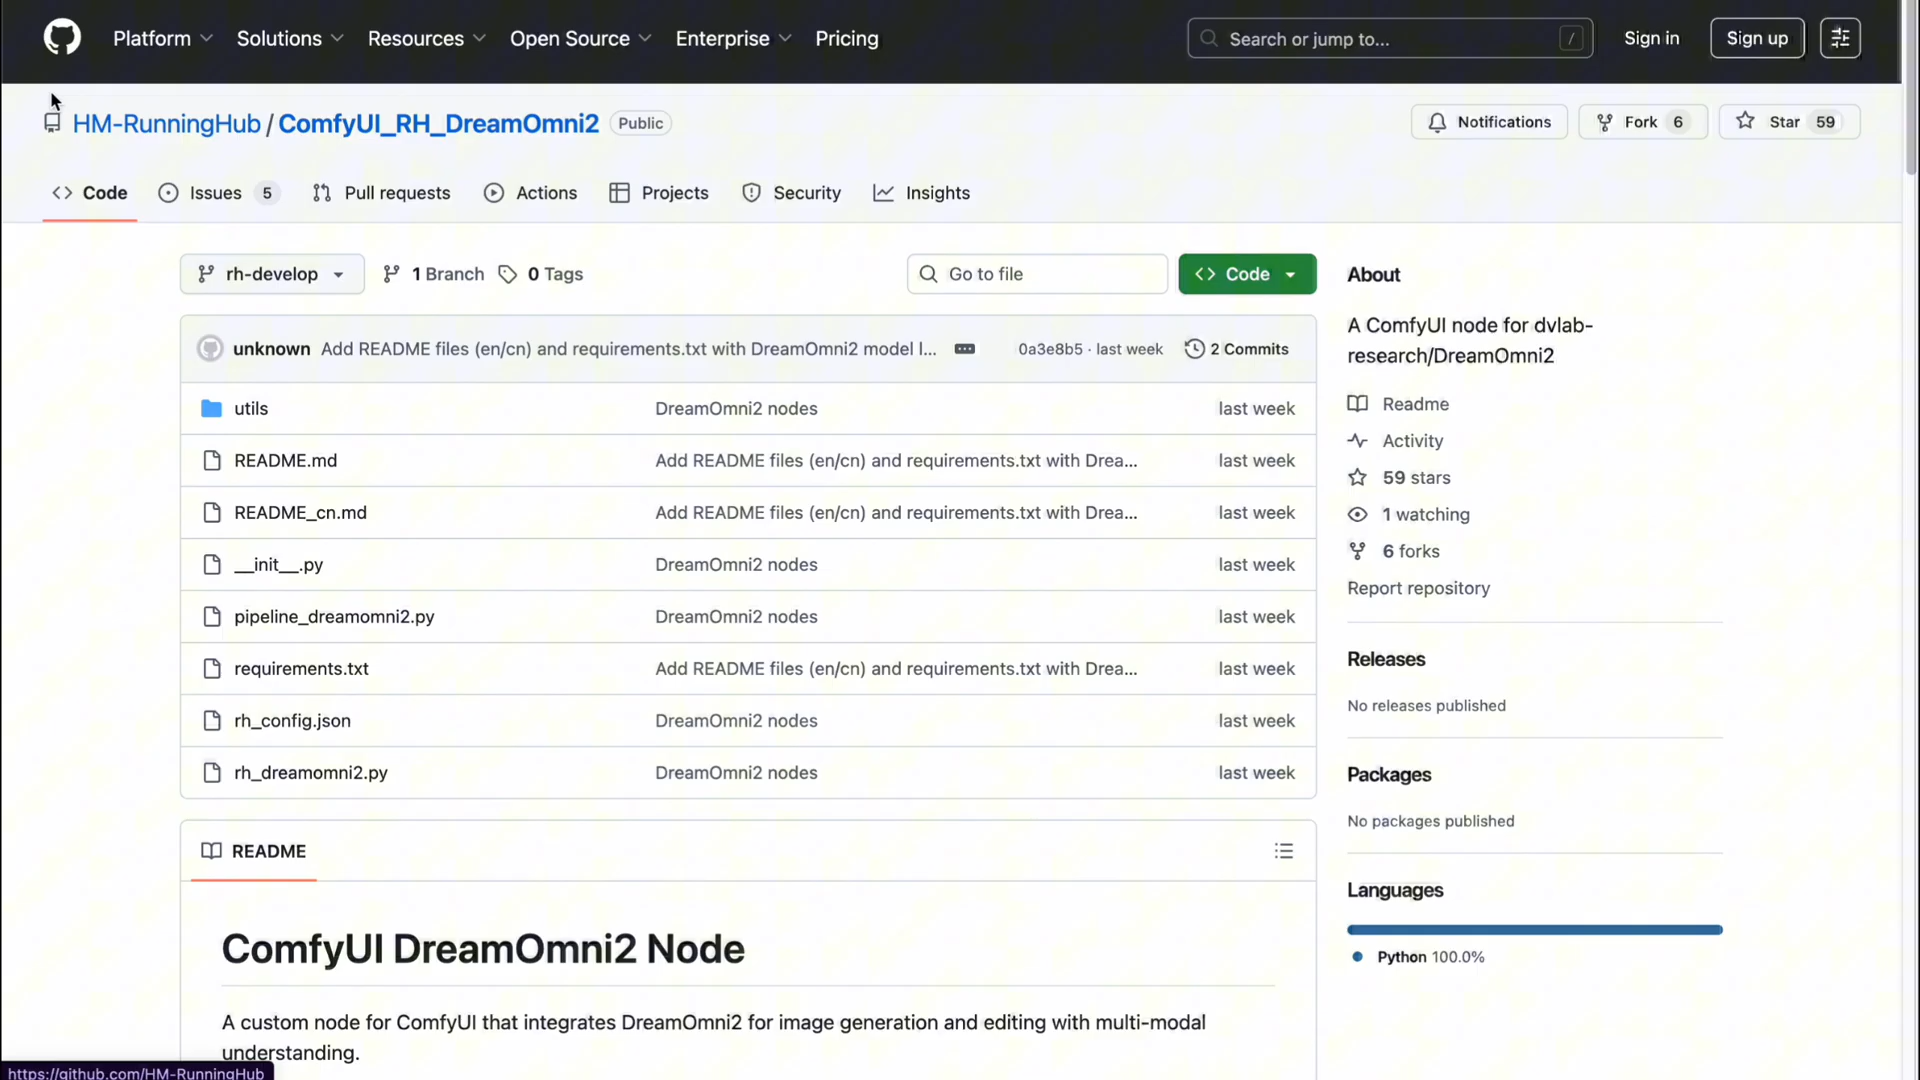 Platform Solutions Resources Open Source Enterprise Pricing Search or jump to... / Sign in Sign up
HM-RunningHub / ComfyUI_RH_DreamOmni2 Public Notifications Fork 6 Star 59
Code Issues 5 Pull requests Actions Projects Security Insights
rh-develop 1 Branch 0 Tags Go to file Code
unknown Add README files (en/cn) and requirements.txt with DreamOmni2 model l... 0a3e8b5 · last week 2 Commits
utils DreamOmni2 nodes last week
README.md Add README files (en/cn) and requirements.txt with Drea... last week
README_cn.md Add README files (en/cn) and requirements.txt with Drea... last week
__init__.py DreamOmni2 nodes last week
pipeline_dreamomni2.py DreamOmni2 nodes last week
requirements.txt Add README files (en/cn) and requirements.txt with Drea... last week
rh_config.json DreamOmni2 nodes last week
rh_dreamomni2.py DreamOmni2 nodes last week
README
ComfyUI DreamOmni2 Node
A custom node for ComfyUI that integrates DreamOmni2 for image generation and editing with multi-modal
understanding.
About
A ComfyUI node for dvlab-
research/DreamOmni2
Readme
Activity
59 stars
1 watching
6 forks
Report repository
Releases
No releases published
Packages
No packages published
Languages
Python 100.0%
https://github.com/HM-RunningHub